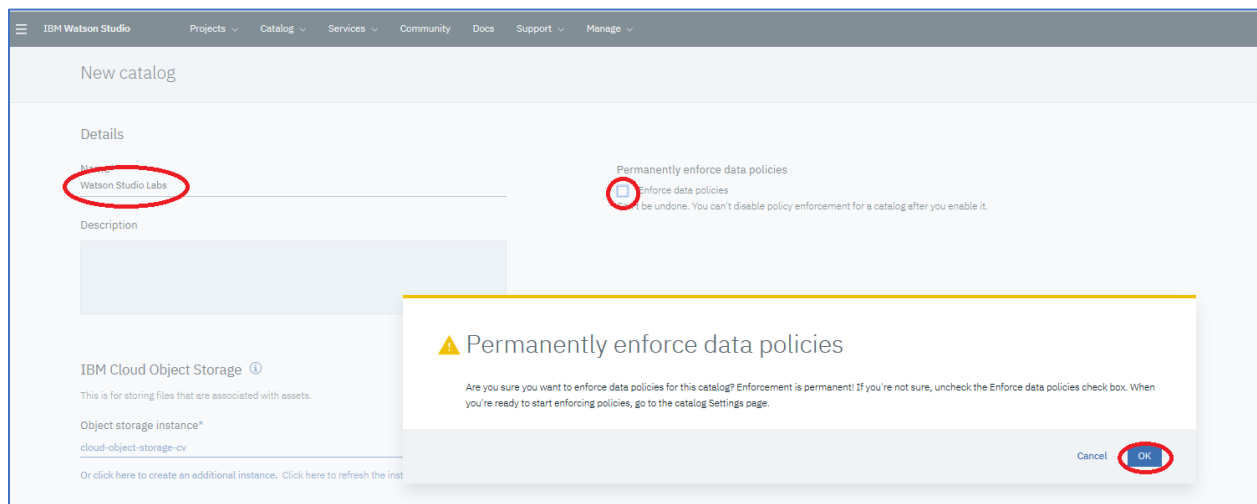 IBM Watson Studio Projects Catalog Services Community Docs Support Manage
New catalog
Details
Name*
Watson Studio Labs
Permanently enforce data policies
Enforce data policies
Can't be undone. You can't disable policy enforcement for a catalog after you enable it.
Description
Permanently enforce data policies
Are you sure you want to enforce data policies for this catalog? Enforcement is permanent! If you're not sure, uncheck the Enforce data policies check box. When
you're ready to start enforcing policies, go to the catalog Settings page.
Cancel OK
IBM Cloud Object Storage
This is for storing files that are associated with assets.
Object storage instance*
cloud-object-storage-cv
Or click here to create an additional instance. Click here to refresh the inst